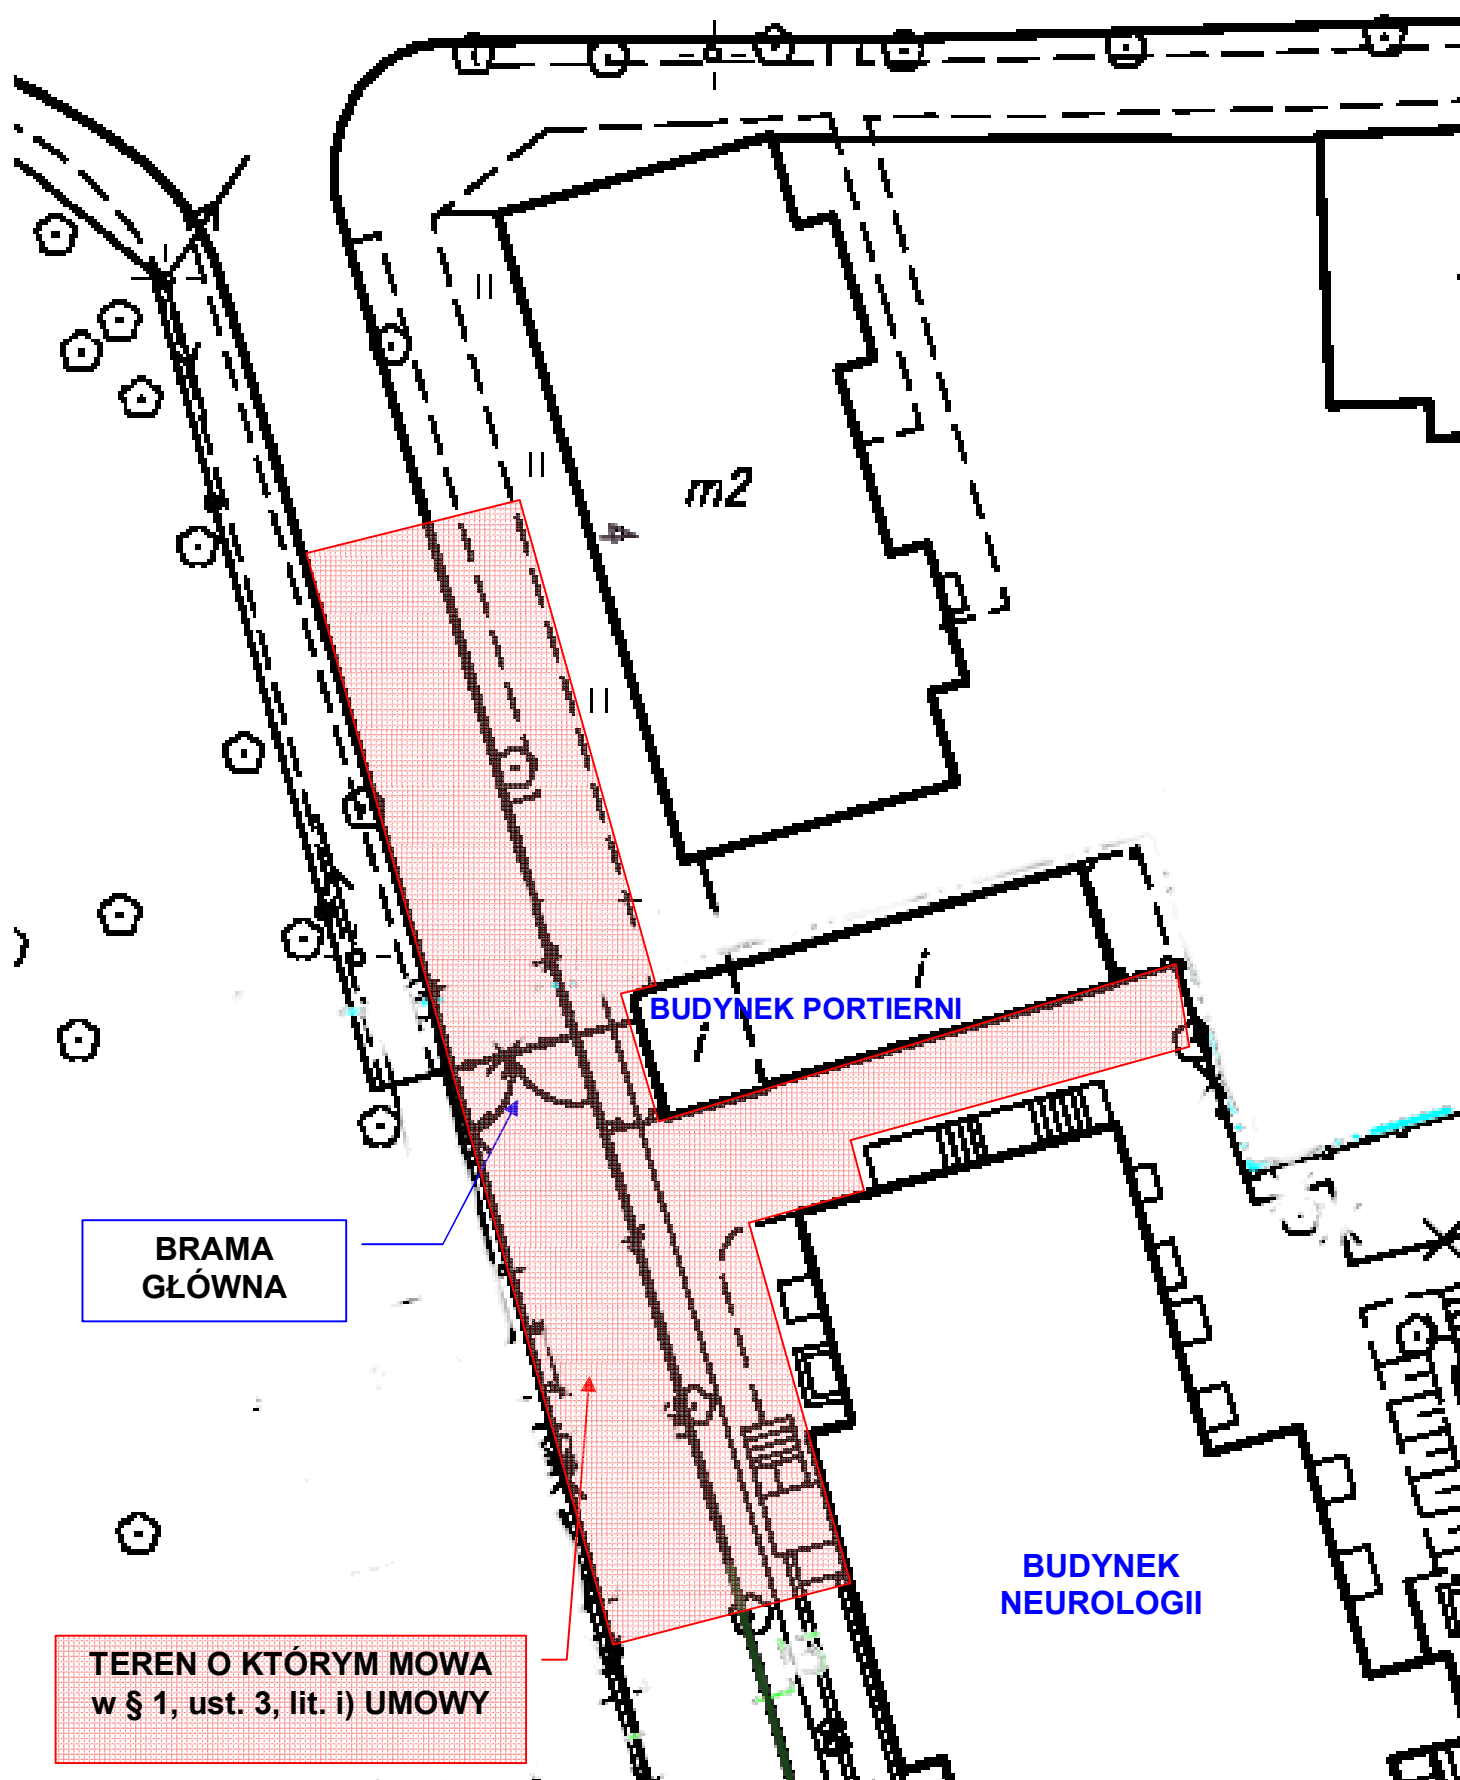 m2
BUDYNEK PORTIERNI
BRAMA
GŁÓWNA
BUDYNEK
NEUROLOGII
TEREN O KTÓRYM MOWA
w § 1, ust. 3, lit. i) UMOWY